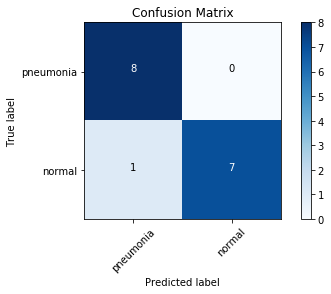 Confusion Matrix
pneumonia
8
0
normal
1
7
True label
pneumonia
normal
Predicted label
8
7
6
5
4
3
2
1
0